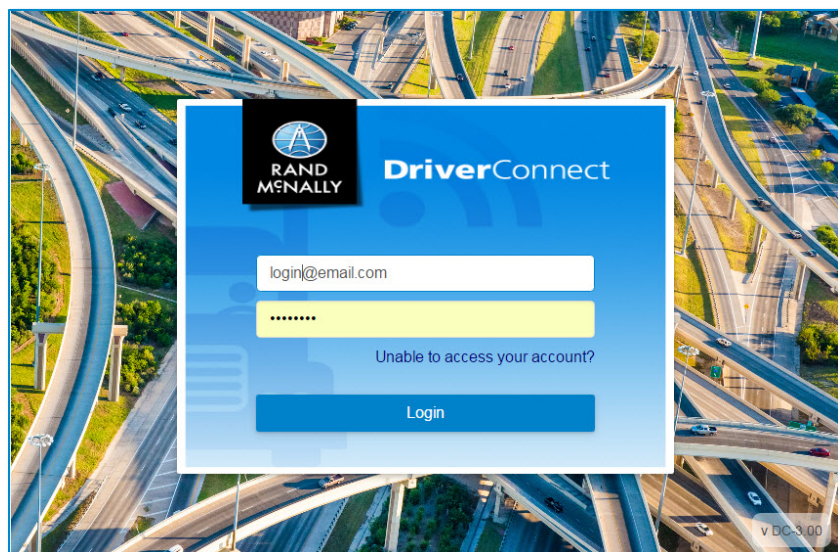 RAND
MCNALLY
DriverConnect
login@email.com
••••••••
Unable to access your account?
Login
v DC-3.00